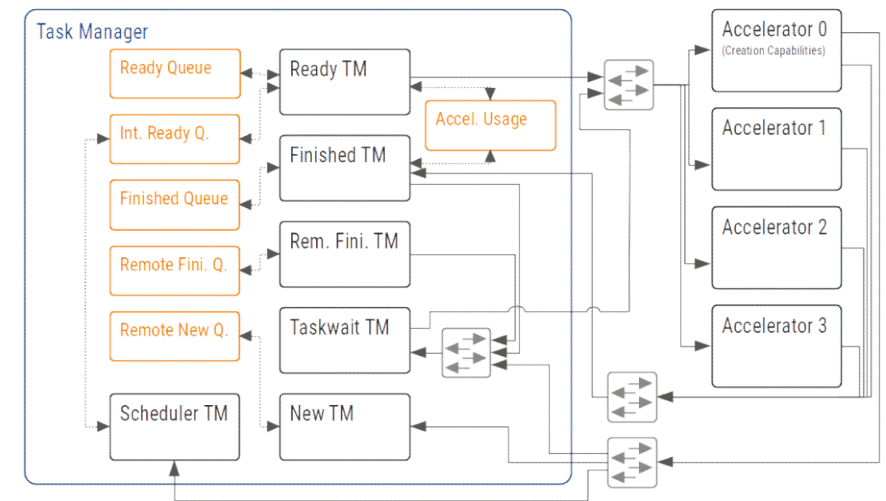 Task Manager
Ready Queue
Ready TM
Accelerator 0
(Creation Capabilities)
Int. Ready Q.
Accel. Usage
Accelerator 1
Finished TM
Finished Queue
Accelerator 2
Rem. Fini. TM
Remote Fini. Q.
Remote New Q.
Taskwait TM
Accelerator 3
Scheduler TM
New TM